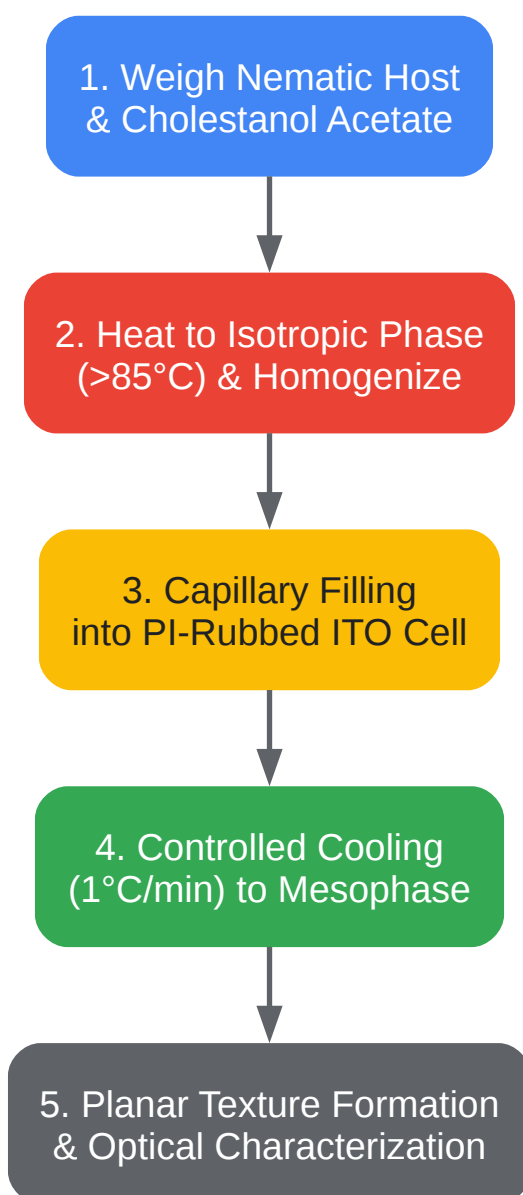 1. Weigh Nematic Host
& Cholestanol Acetate
2. Heat to Isotropic Phase
(>85°C) & Homogenize
3. Capillary Filling
into PI-Rubbed ITO Cell
4. Controlled Cooling
(1°C/min) to Mesophase
5. Planar Texture Formation
& Optical Characterization